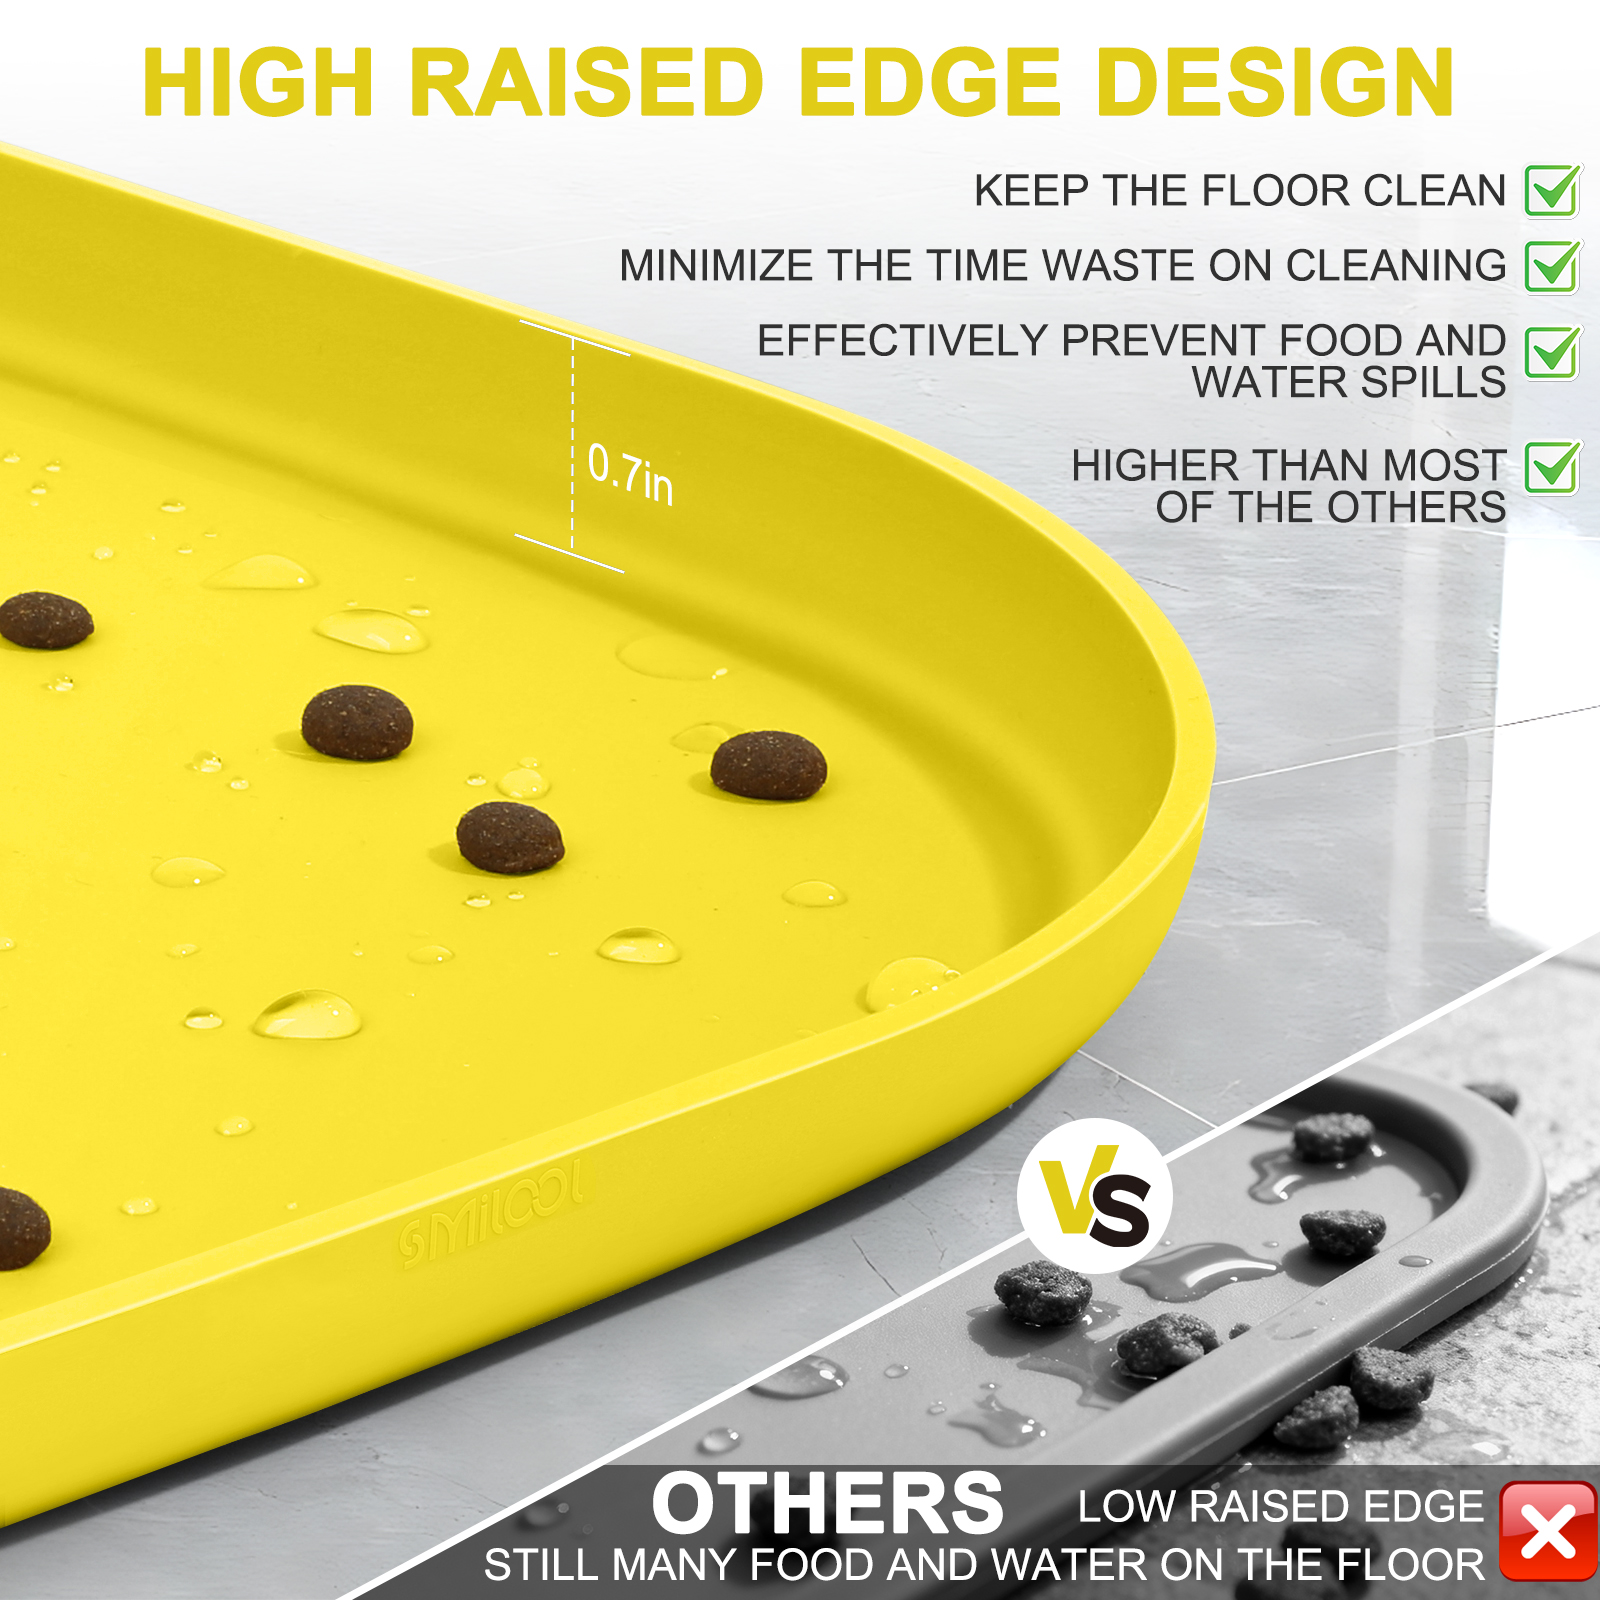 HIGH RAISED EDGE DESIGN
KEEP THE FLOOR CLEAN
MINIMIZE THE TIME WASTE ON CLEANING
EFFECTIVELY PREVENT FOOD AND
WATER SPILLS
HIGHER THAN MOST
OF THE OTHERS
0.7in
SMilCOl
VS
OTHERS
LOW RAISED EDGE
STILL MANY FOOD AND WATER ON THE FLOOR